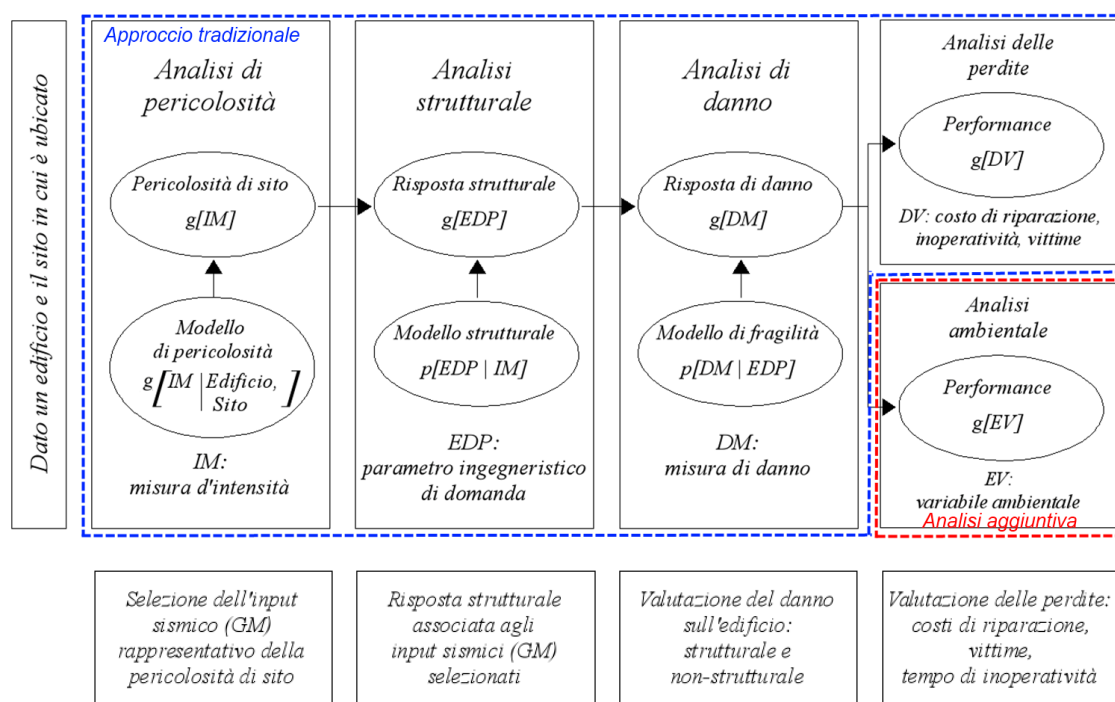 Dato un edificio e il sito in cui è ubicato
Approccio tradizionale
Analisi di
pericolosità
Pericolosità di sito
g[IM]
Modello
di pericolosità
g[IM | Edificio,
Sito]
IM:
misura d'intensità
Analisi
strutturale
Risposta strutturale
g[EDP]
Modello strutturale
p[EDP | IM]
EDP:
parametro ingegneristico
di domanda
Analisi di
danno
Risposta di danno
g[DM]
Modello di fragilità
p[DM | EDP]
DM:
misura di danno
Analisi delle
perdite
Performance
g[DV]
DV: costo di riparazione,
inoperatività, vittime
Analisi
ambientale
Performance
g[EV]
EV:
variabile ambientale
Analisi aggiuntiva
Selezione dell'input
sismico (GM)
rappresentativo della
pericolosità di sito
Risposta strutturale
associata agli
input sismici (GM)
selezionati
Valutazione del danno
sull'edificio:
strutturale e
non-strutturale
Valutazione delle perdite:
costi di riparazione,
vittime,
tempo di inoperatività